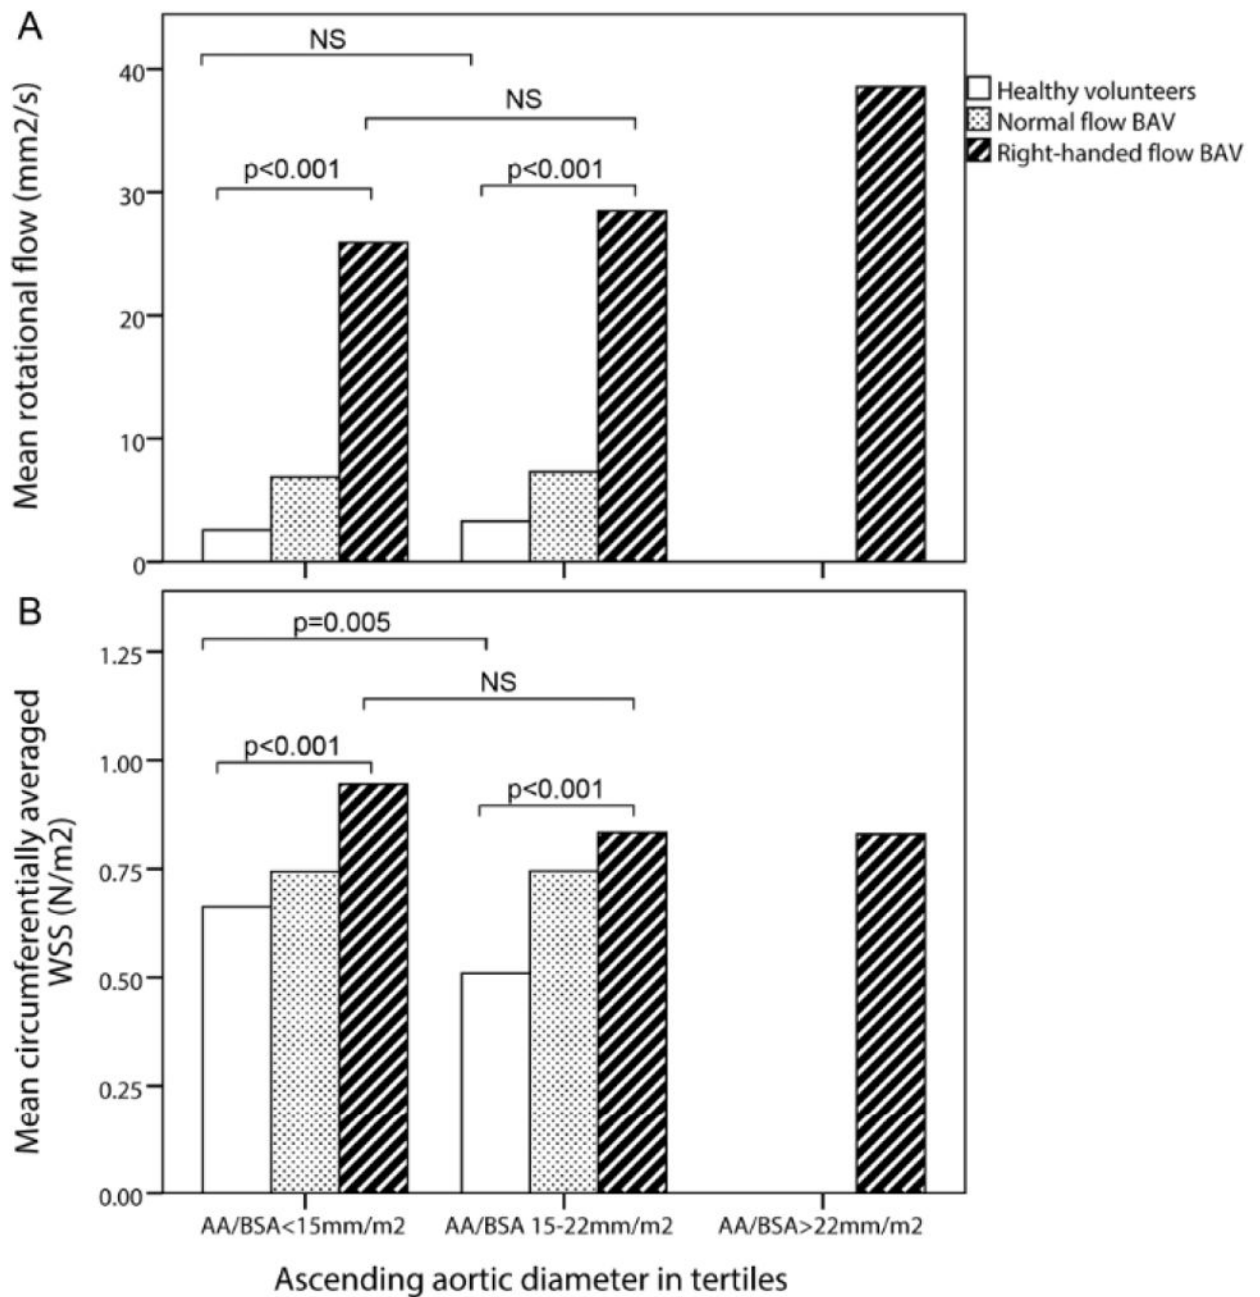 A
Mean rotational flow (mm2/s)
40
30
20
10
0
NS
NS
p<0.001
p<0.001
Healthy volunteers
Normal flow BAV
Right-handed flow BAV
B
Mean circumferentially averaged
WSS (N/m2)
1.25
1.00
0.75
0.50
0.25
0.00
p=0.005
NS
p<0.001
p<0.001
AA/BSA<15mm/m2
AA/BSA 15-22mm/m2
AA/BSA>22mm/m2
Ascending aortic diameter in tertiles